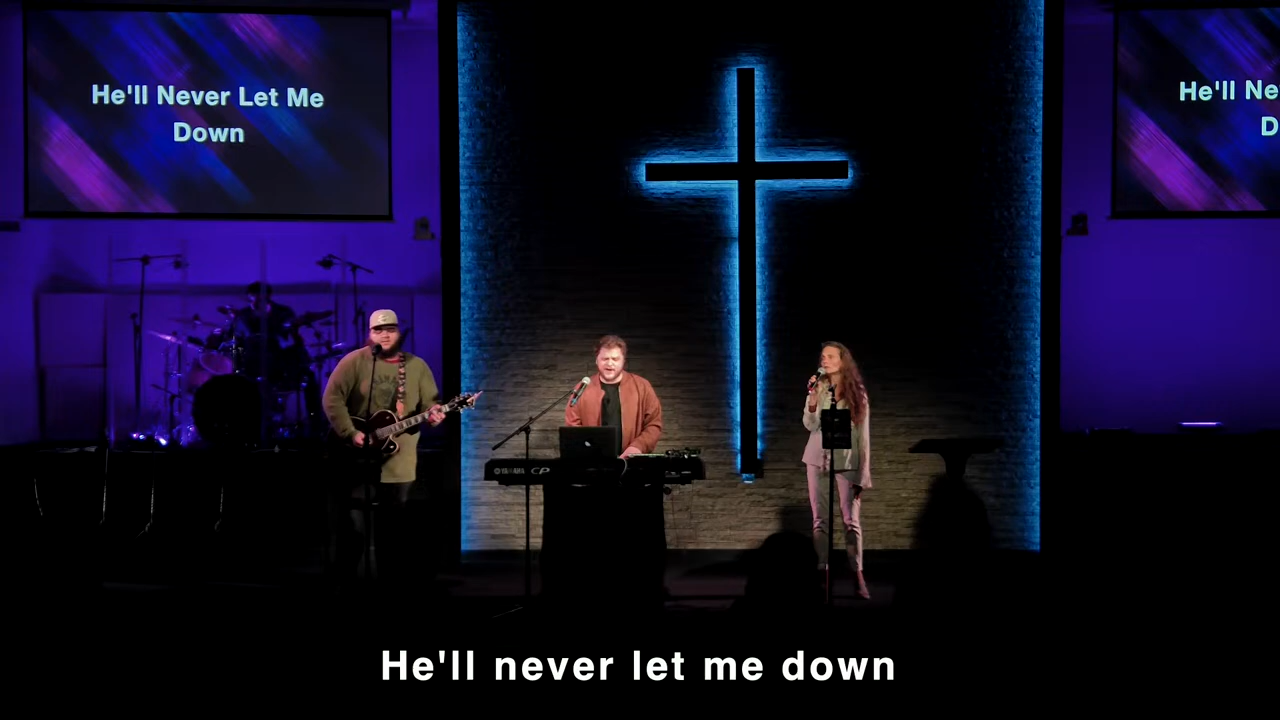 He'll Never Let Me
Down
He'll Ne
D
YAMAHA CP
He'll never let me down